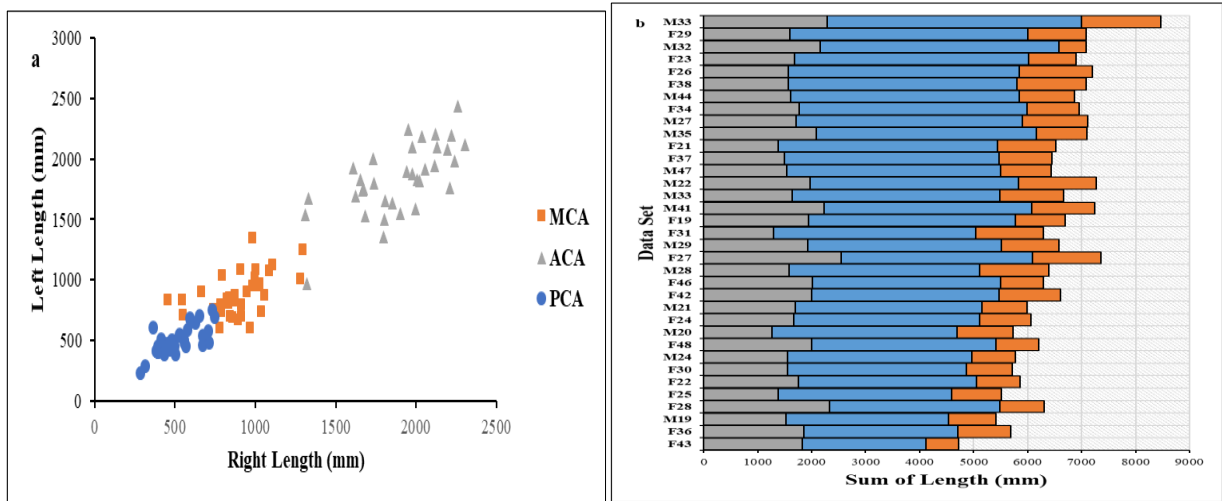 a
3000
2500
2000
1500
1000
500
0
Left Length (mm)
0 500 1000 1500 2000 2500
Right Length (mm)
MCA
ACA
PCA
b
M33
F29
M32
F23
F26
F38
M44
F34
M27
M35
F21
F37
M47
M22
M33
M41
F19
F31
M29
F27
M28
F46
F42
M21
F24
M20
F48
M24
F30
F22
F25
F28
M19
F36
F43
Data Set
0 1000 2000 3000 4000 5000 6000 7000 8000 9000
Sum of Length (mm)